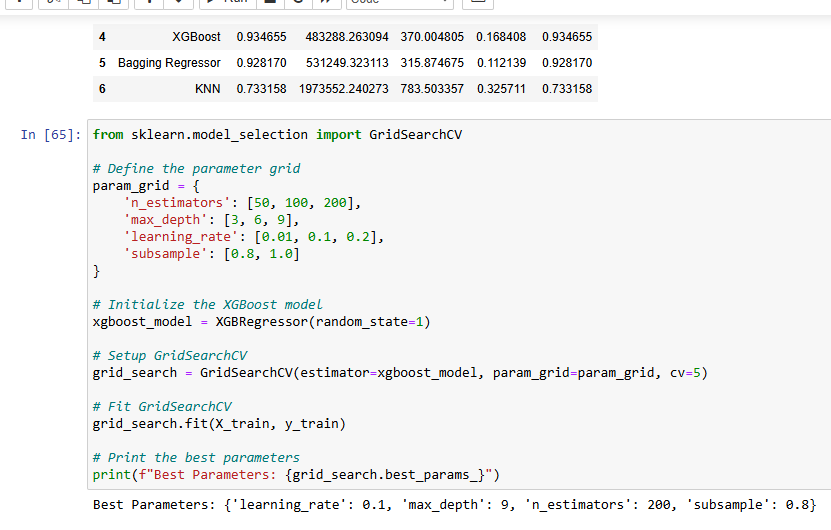 Run
Code
4 XGBoost 0.934655 483288.263094 370.004805 0.168408 0.934655
5 Bagging Regressor 0.928170 531249.323113 315.874675 0.112139 0.928170
6 KNN 0.733158 1973552.240273 783.503357 0.325711 0.733158
In [65]: from sklearn.model_selection import GridSearchCV
# Define the parameter grid
param_grid = {
'n_estimators': [50, 100, 200],
'max_depth': [3, 6, 9],
'learning_rate': [0.01, 0.1, 0.2],
'subsample': [0.8, 1.0]
}
# Initialize the XGBoost model
xgboost_model = XGBRegressor(random_state=1)
# Setup GridSearchCV
grid_search = GridSearchCV(estimator=xgboost_model, param_grid=param_grid, cv=5)
# Fit GridSearchCV
grid_search.fit(X_train, y_train)
# Print the best parameters
print(f"Best Parameters: {grid_search.best_params_}")
Best Parameters: {'learning_rate': 0.1, 'max_depth': 9, 'n_estimators': 200, 'subsample': 0.8}